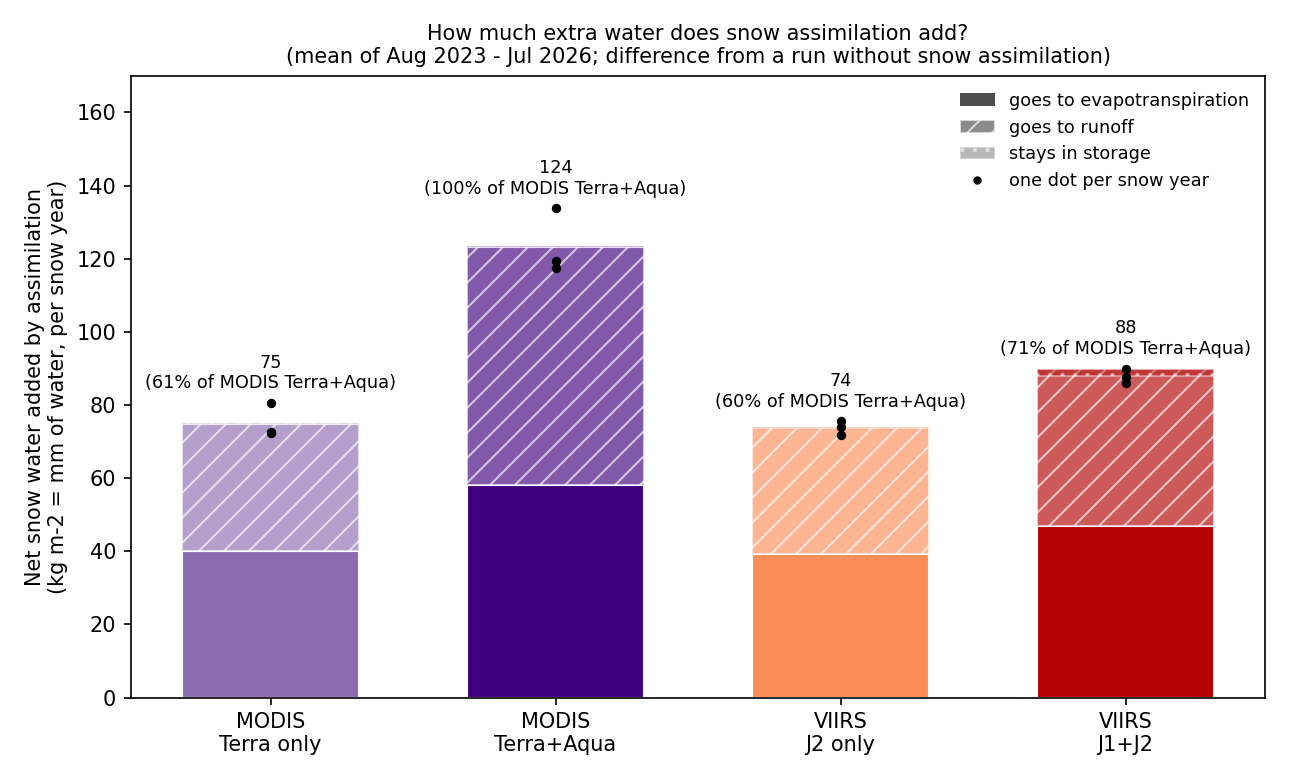 How much extra water does snow assimilation add?
(mean of Aug 2023 - Jul 2026; difference from a run without snow assimilation)
Net snow water added by assimilation
(kg m-2 = mm of water, per snow year)
160
140
120
100
80
60
40
20
0
goes to evapotranspiration
goes to runoff
stays in storage
one dot per snow year
75
(61% of MODIS Terra+Aqua)
124
(100% of MODIS Terra+Aqua)
74
(60% of MODIS Terra+Aqua)
88
(71% of MODIS Terra+Aqua)
MODIS
Terra only
MODIS
Terra+Aqua
VIIRS
J2 only
VIIRS
J1+J2